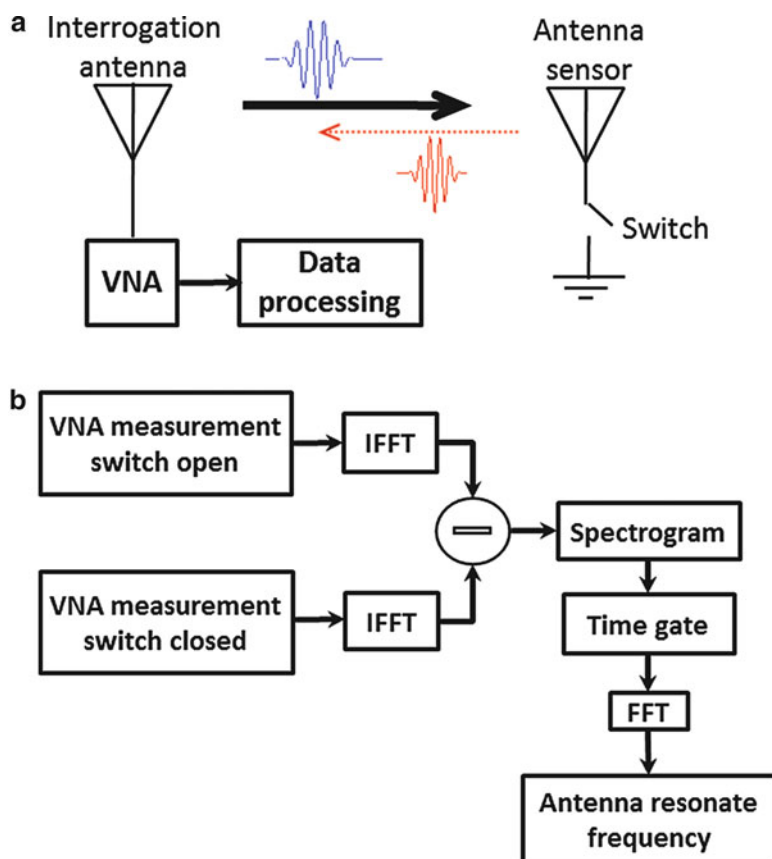 a
Interrogation
antenna
Antenna
sensor
Switch
VNA
Data
processing
b
VNA measurement
switch open
IFFT
Spectrogram
VNA measurement
switch closed
IFFT
Time gate
FFT
Antenna resonate
frequency